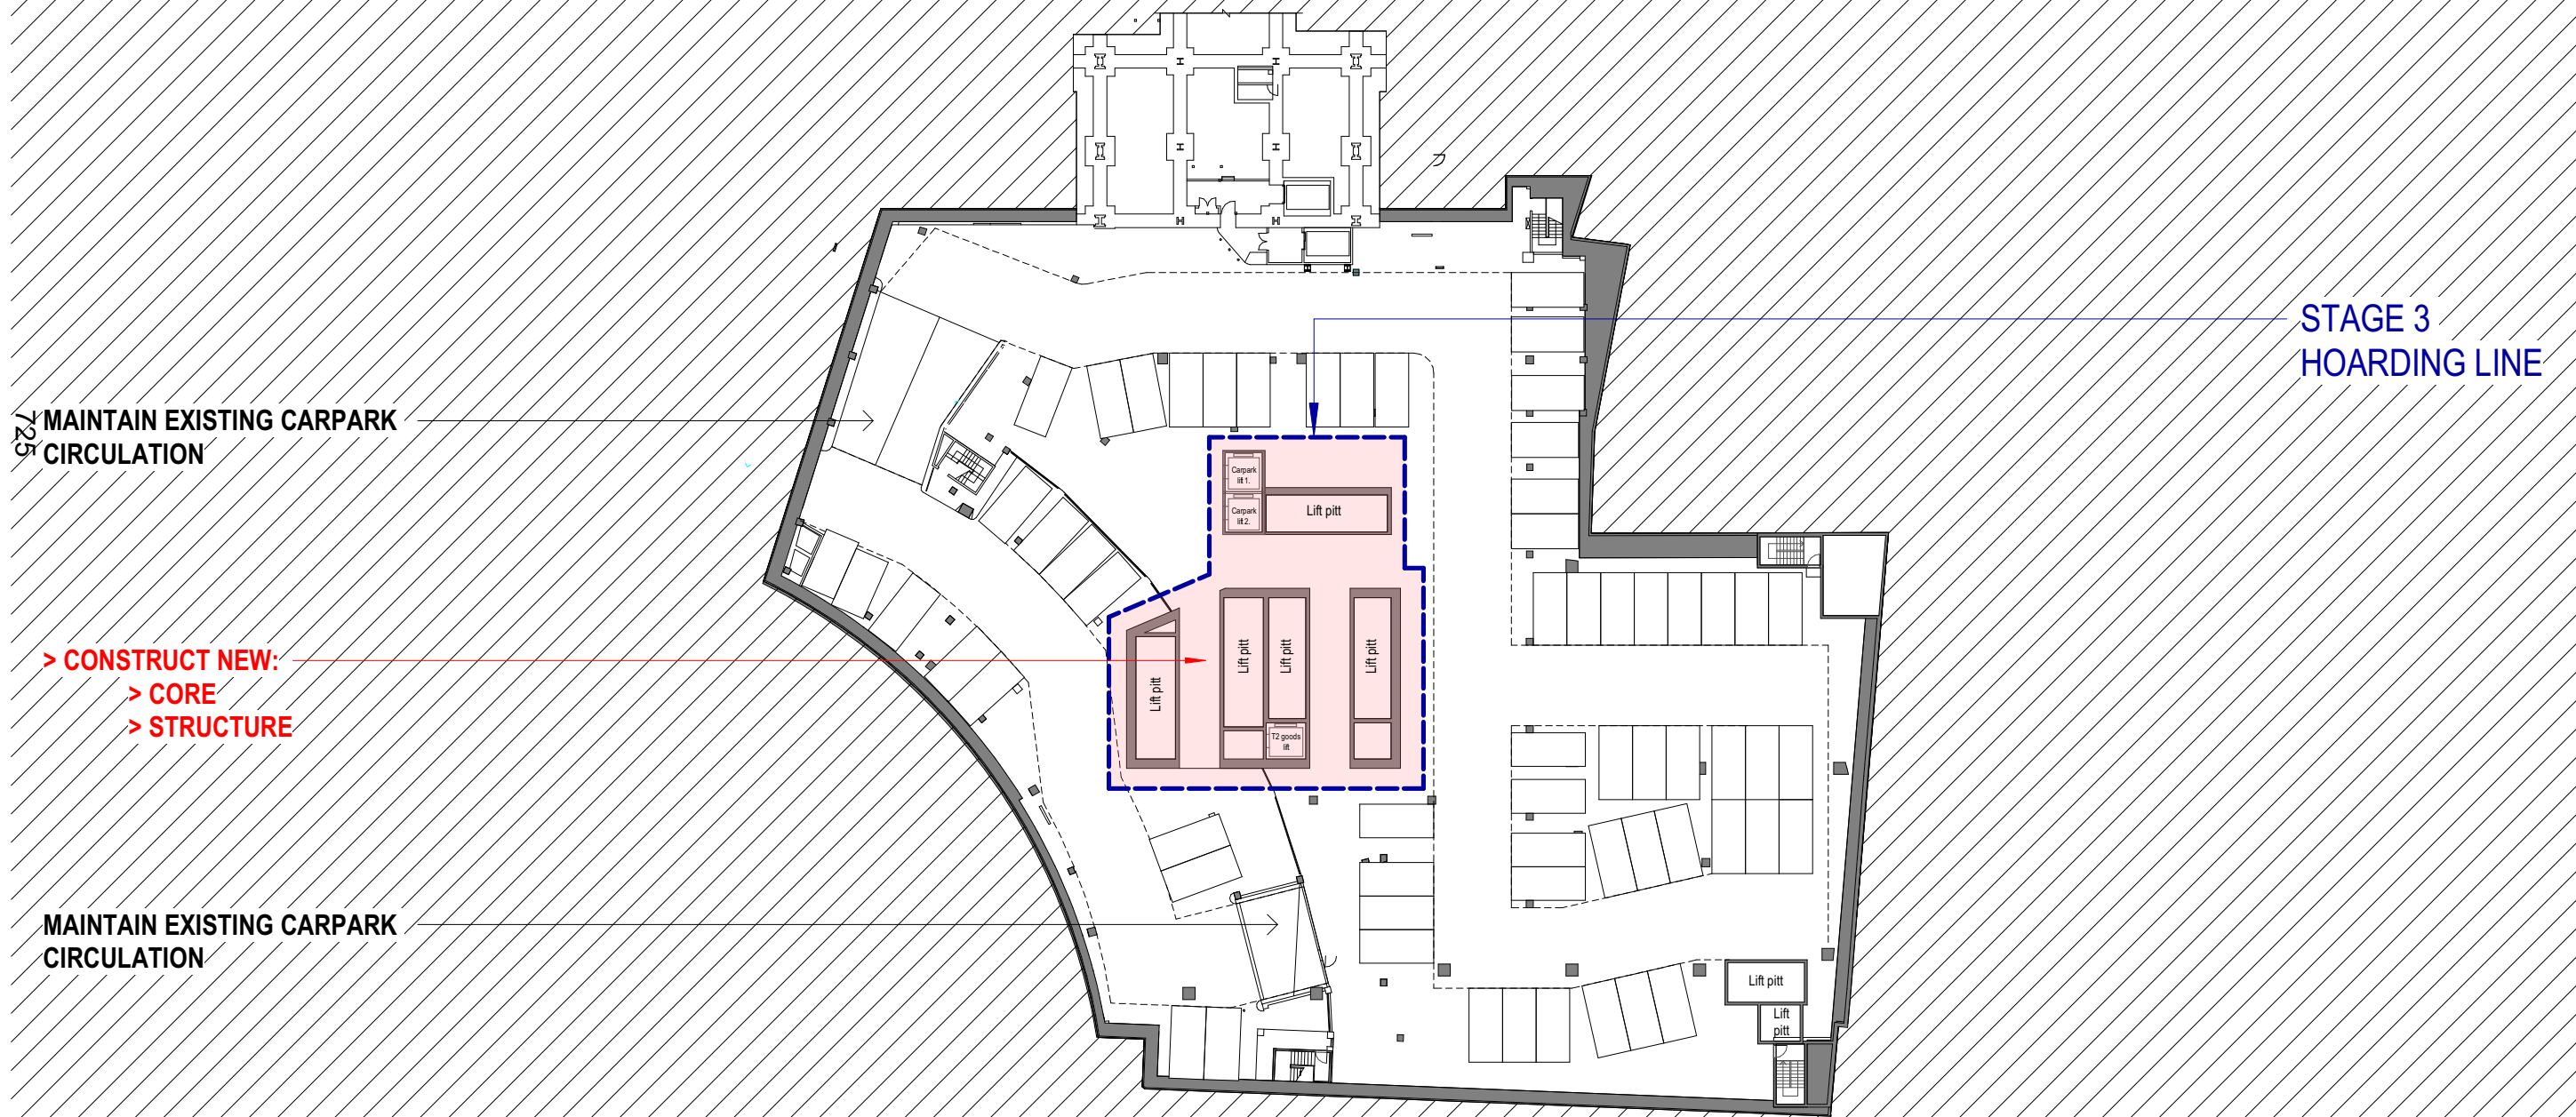 STAGE 3
HOARDING LINE
MAINTAIN EXISTING CARPARK
CIRCULATION
725
Carpark
lift 1.
Carpark
lift 2.
Lift pitt
> CONSTRUCT NEW:
> CORE
> STRUCTURE
Lift pitt
Lift pitt
Lift pitt
Lift pitt
T2 goods
lift
MAINTAIN EXISTING CARPARK
CIRCULATION
Lift pitt
Lift
pitt